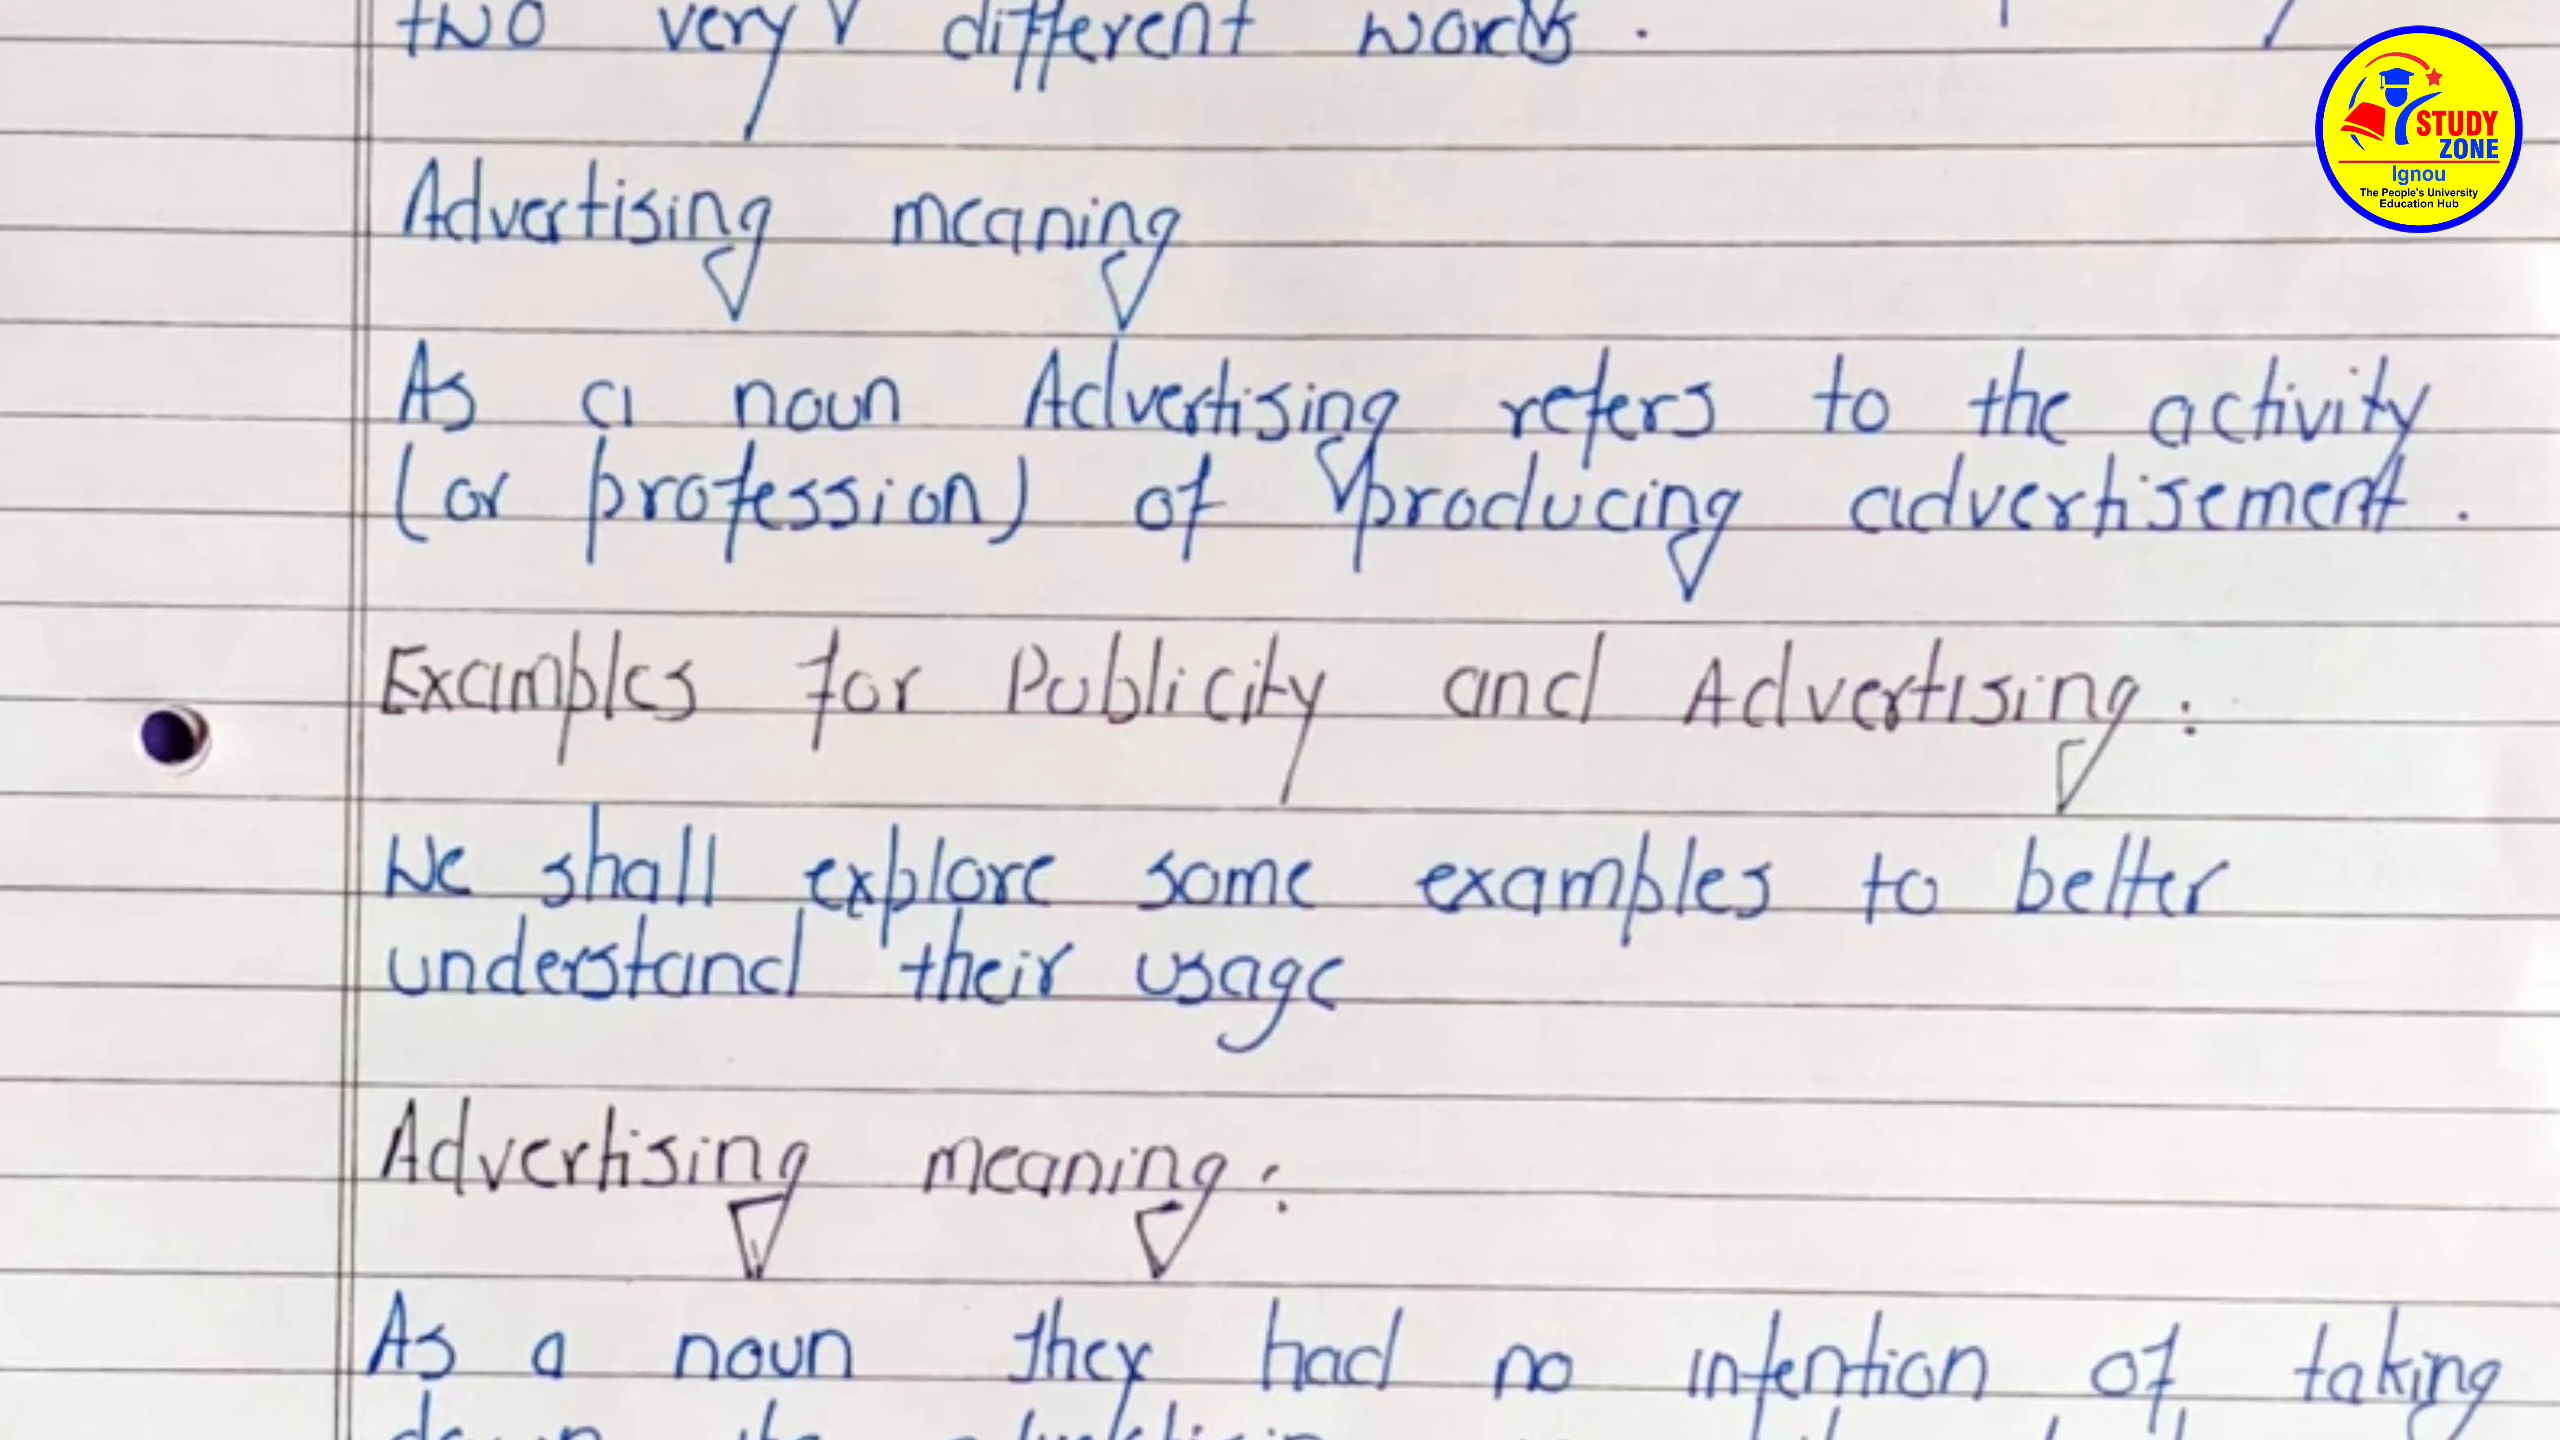 two very different words.
STUDY
ZONE
Ignou
The People's University
Education Hub
Advertising meaning
As a noun Advertising refers to the activity
(or profession) of producing advertisement.
Examples for Publicity and Advertising:
We shall explore some examples to better
understand their usage
Advertising meaning:
As a noun they had no intention of taking